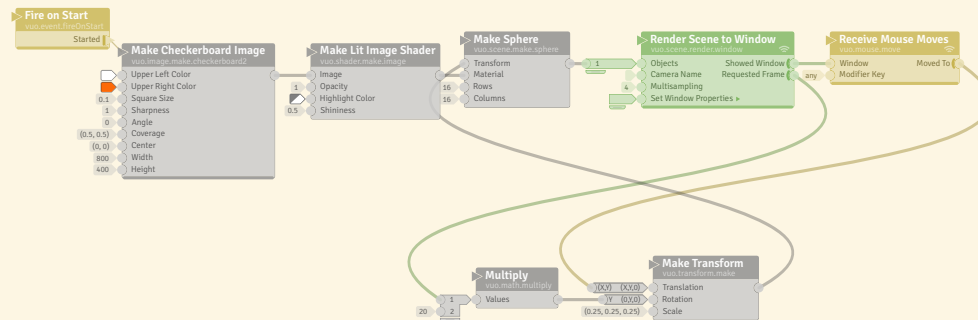 Fire on Start
vuo.event.fireOnStart
Started
Make Checkerboard Image
vuo.image.make.checkerboard2
Upper Left Color
Upper Right Color
0.1 Square Size
1 Sharpness
0 Angle
(0.5, 0.5) Coverage
(0, 0) Center
800 Width
400 Height
Make Lit Image Shader
vuo.shader.make.image
Image
1 Opacity
Highlight Color
0.5 Shininess
Make Sphere
vuo.scene.make.sphere
Transform
Material
16 Rows
16 Columns
Render Scene to Window
vuo.scene.render.window
1 Objects Showed Window
Camera Name Requested Frame
4 Multisampling
Set Window Properties ▸
Receive Mouse Moves
vuo.mouse.move
Window Moved To
any Modifier Key
Multiply
vuo.math.multiply
1 Values
20 2
Make Transform
vuo.transform.make
(X,Y) (X,Y,0) Translation
Y (0,Y,0) Rotation
(0.25, 0.25, 0.25) Scale